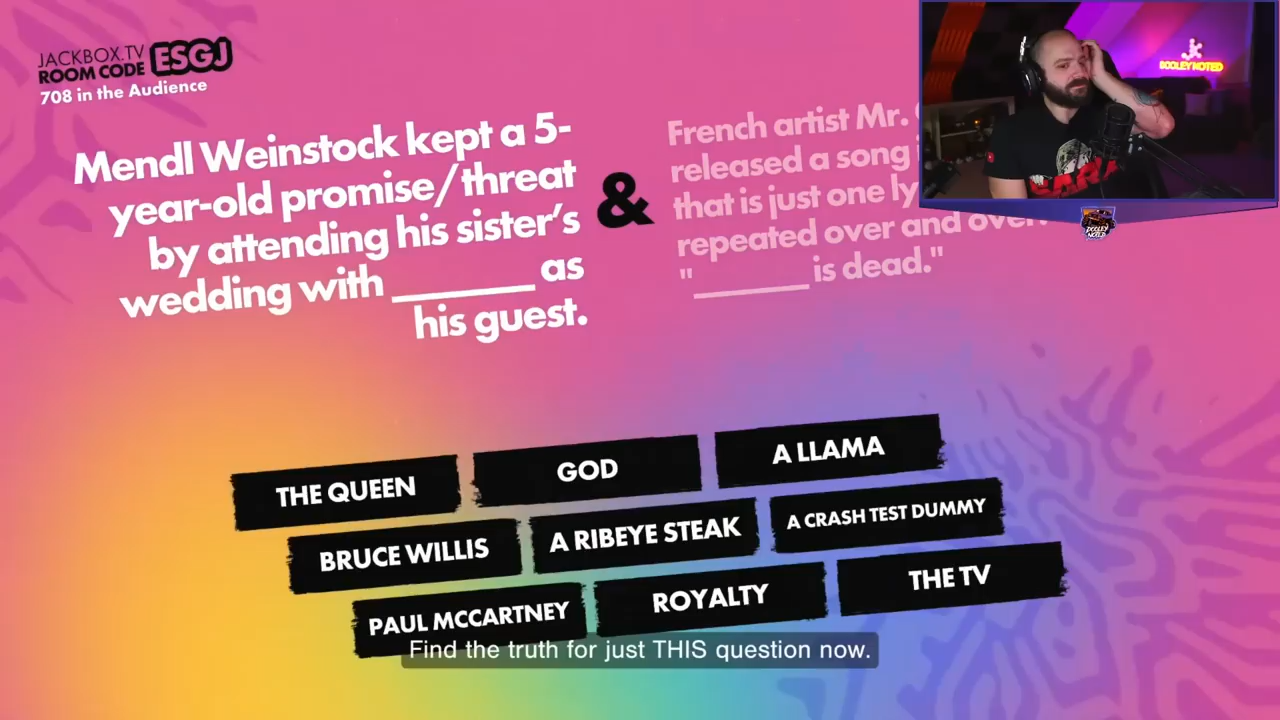 JACKBOX.TV
ROOM CODE ESGJ
708 in the Audience
Mendl Weinstock kept a 5-
year-old promise/threat
by attending his sister's
wedding with ______ as
his guest.
&
French artist Mr.
released a song
that is just one
repeated over and over:
"______ is dead."
DOOLEY NOTED
DOOLEY
NOTED
THE QUEEN
GOD
A LLAMA
BRUCE WILLIS
A RIBEYE STEAK
A CRASH TEST DUMMY
PAUL MCCARTNEY
ROYALTY
THE TV
Find the truth for just THIS question now.